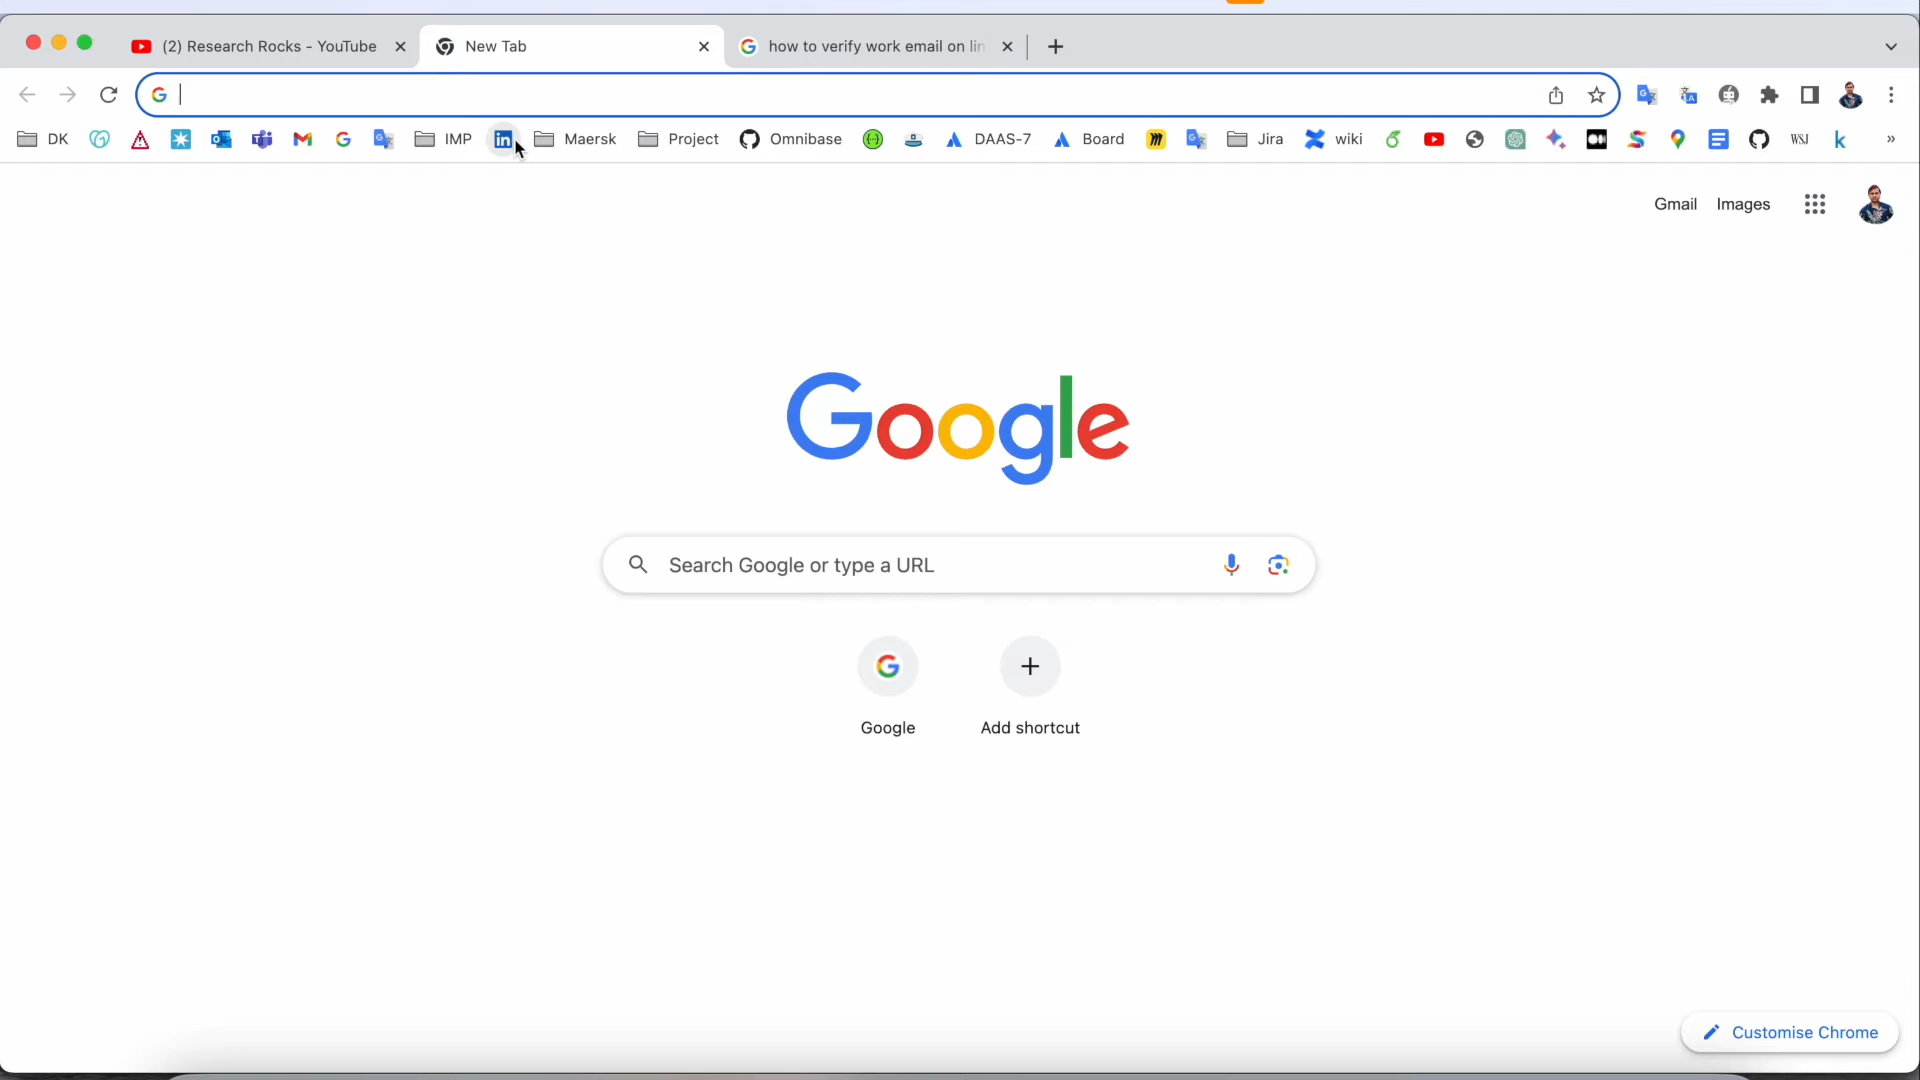 (2) Research Rocks - YouTube
New Tab
how to verify work email on lin
DK
IMP
Maersk
Project
Omnibase
DAAS-7
Board
Jira
wiki
WSJ
Gmail
Images
Google
Search Google or type a URL
Google
Add shortcut
Customise Chrome